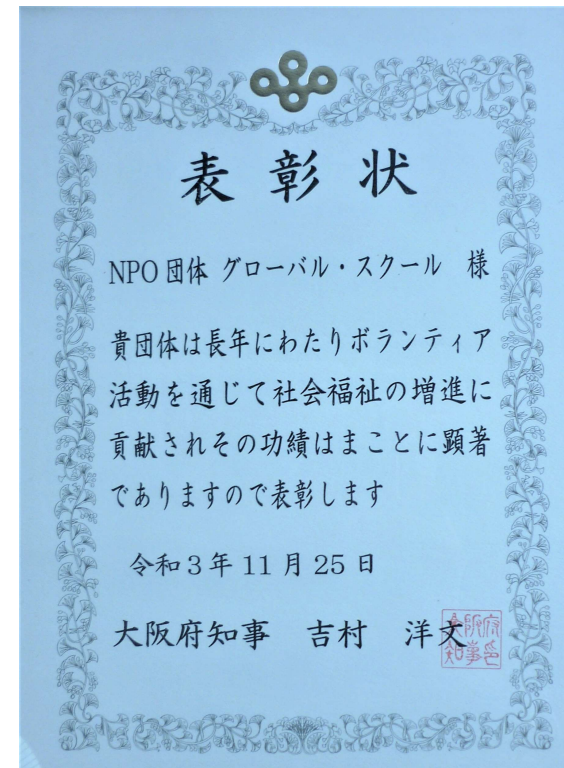 表彰状
NPO団体 グローバル・スクール 様
貴団体は長年にわたりボランティア
活動を通じて社会福祉の増進に
貢献されその功績はまことに顕著
でありますので表彰します
令和3年11月25日
大阪府知事 吉村 洋文